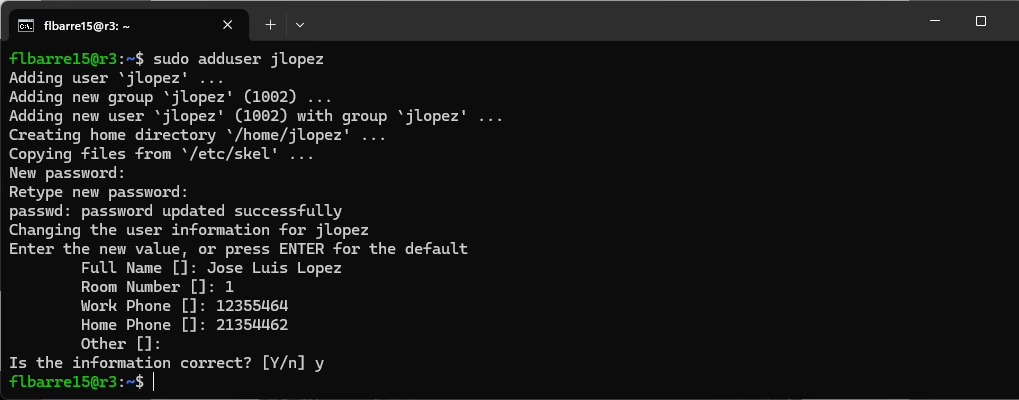 flbarre15@r3: ~
flbarre15@r3:~$ sudo adduser jlopez
Adding user `jlopez' ...
Adding new group `jlopez' (1002) ...
Adding new user `jlopez' (1002) with group `jlopez' ...
Creating home directory `/home/jlopez' ...
Copying files from `/etc/skel' ...
New password:
Retype new password:
passwd: password updated successfully
Changing the user information for jlopez
Enter the new value, or press ENTER for the default
        Full Name []: Jose Luis Lopez
        Room Number []: 1
        Work Phone []: 12355464
        Home Phone []: 21354462
        Other []:
Is the information correct? [Y/n] y
flbarre15@r3:~$